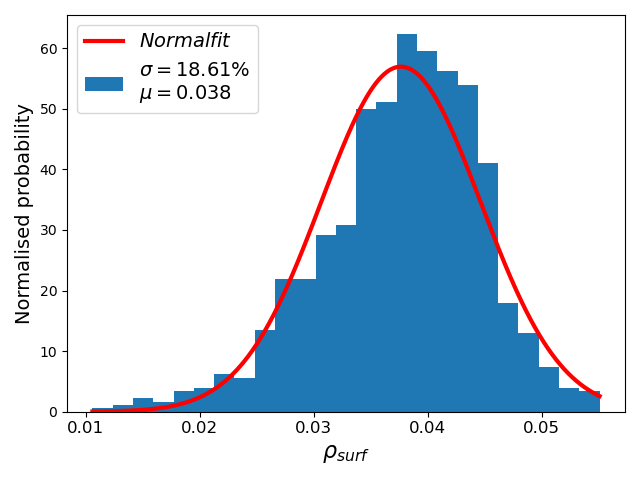 Normalfit
σ = 18.61%
μ = 0.038
Normalised probability
60
50
40
30
20
10
0
0.01 0.02 0.03 0.04 0.05
ρsurf